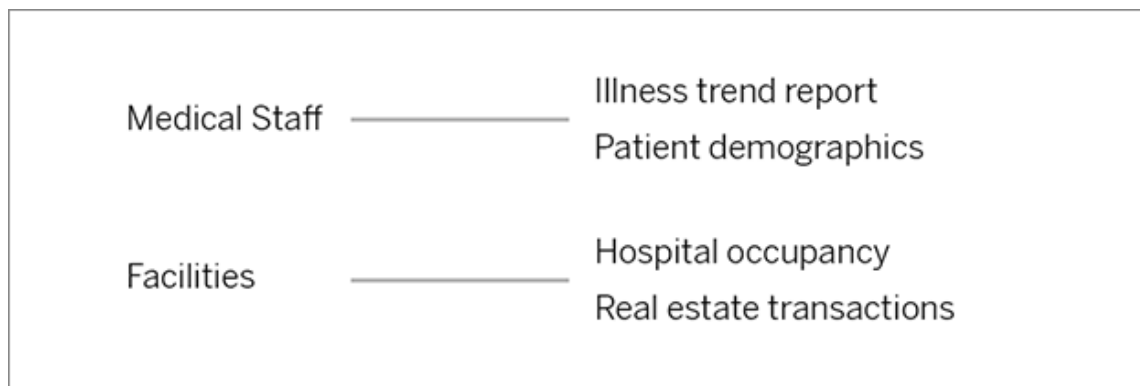 Medical Staff
Illness trend report
Patient demographics
Facilities
Hospital occupancy
Real estate transactions